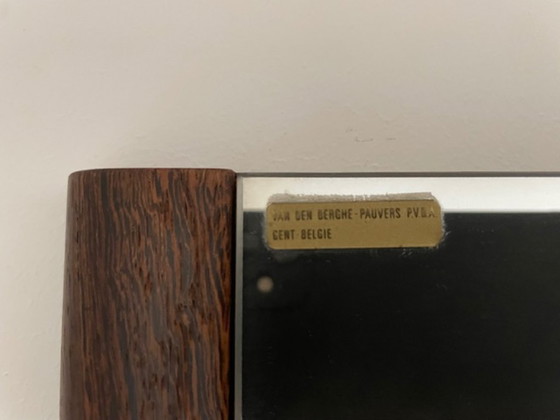 VAN DEN BERGHE-PAUVERS P.V.B.A.
GENT-BELGIE